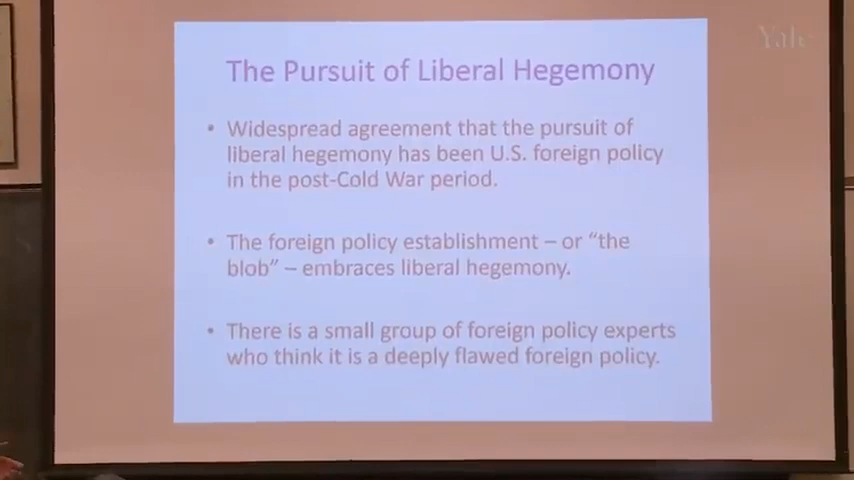 Yale
The Pursuit of Liberal Hegemony
• Widespread agreement that the pursuit of
liberal hegemony has been U.S. foreign policy
in the post-Cold War period.
• The foreign policy establishment – or “the
blob” – embraces liberal hegemony.
• There is a small group of foreign policy experts
who think it is a deeply flawed foreign policy.